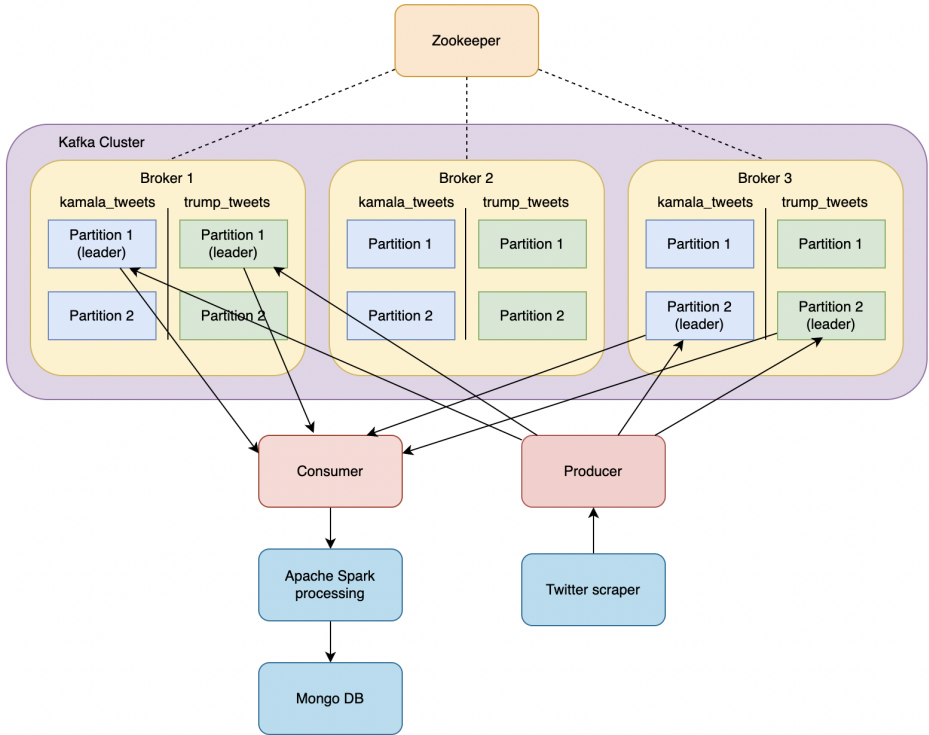 Zookeeper
Kafka Cluster
Broker 1
kamala_tweets
trump_tweets
Partition 1
(leader)
Partition 1
(leader)
Partition 2
Partition 2
Broker 2
kamala_tweets
trump_tweets
Partition 1
Partition 1
Partition 2
Partition 2
Broker 3
kamala_tweets
trump_tweets
Partition 1
Partition 1
Partition 2
(leader)
Partition 2
(leader)
Consumer
Producer
Apache Spark
processing
Twitter scraper
Mongo DB